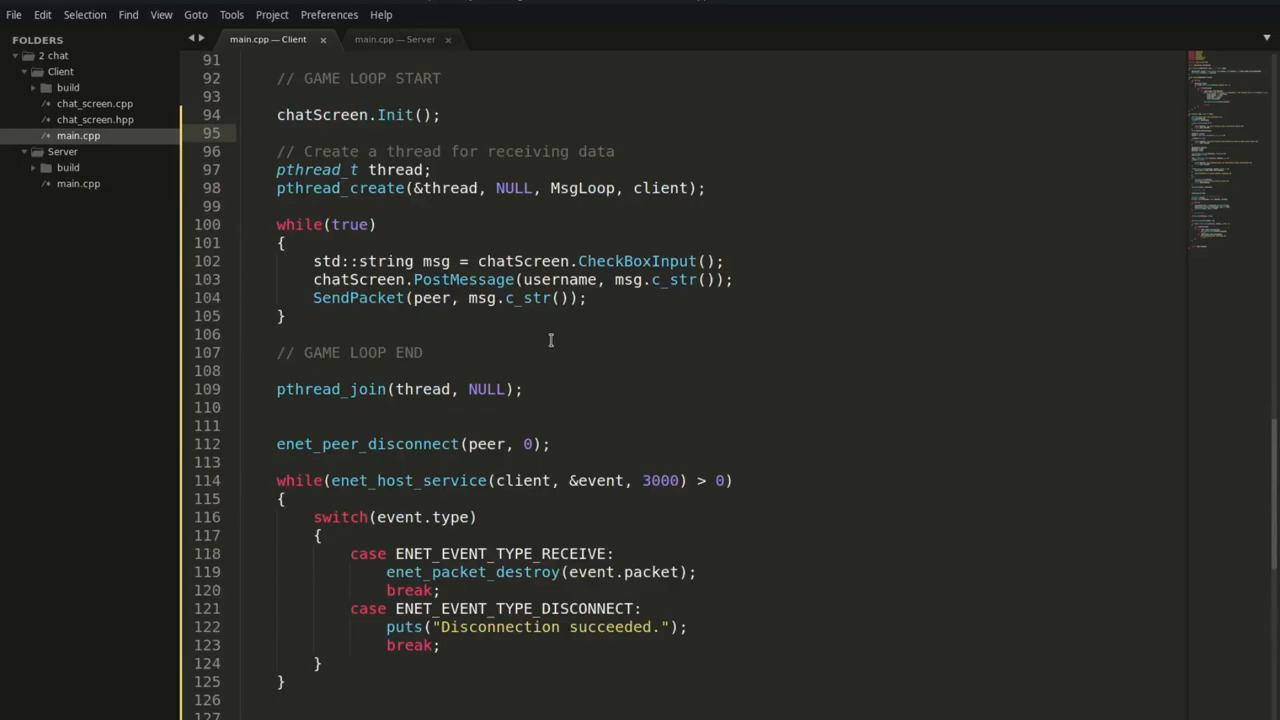 File Edit Selection Find View Goto Tools Project Preferences Help
FOLDERS
2 chat
Client
build
chat_screen.cpp
chat_screen.hpp
main.cpp
Server
build
main.cpp
main.cpp — Client × main.cpp — Server ×
91
92 // GAME LOOP START
93
94 chatScreen.Init();
95
96 // Create a thread for receiving data
97 pthread_t thread;
98 pthread_create(&thread, NULL, MsgLoop, client);
99
100 while(true)
101 {
102 std::string msg = chatScreen.CheckBoxInput();
103 chatScreen.PostMessage(username, msg.c_str());
104 SendPacket(peer, msg.c_str());
105 }
106
107 // GAME LOOP END
108
109 pthread_join(thread, NULL);
110
111
112 enet_peer_disconnect(peer, 0);
113
114 while(enet_host_service(client, &event, 3000) > 0)
115 {
116 switch(event.type)
117 {
118 case ENET_EVENT_TYPE_RECEIVE:
119 enet_packet_destroy(event.packet);
120 break;
121 case ENET_EVENT_TYPE_DISCONNECT:
122 puts("Disconnection succeeded.");
123 break;
124 }
125 }
126
127